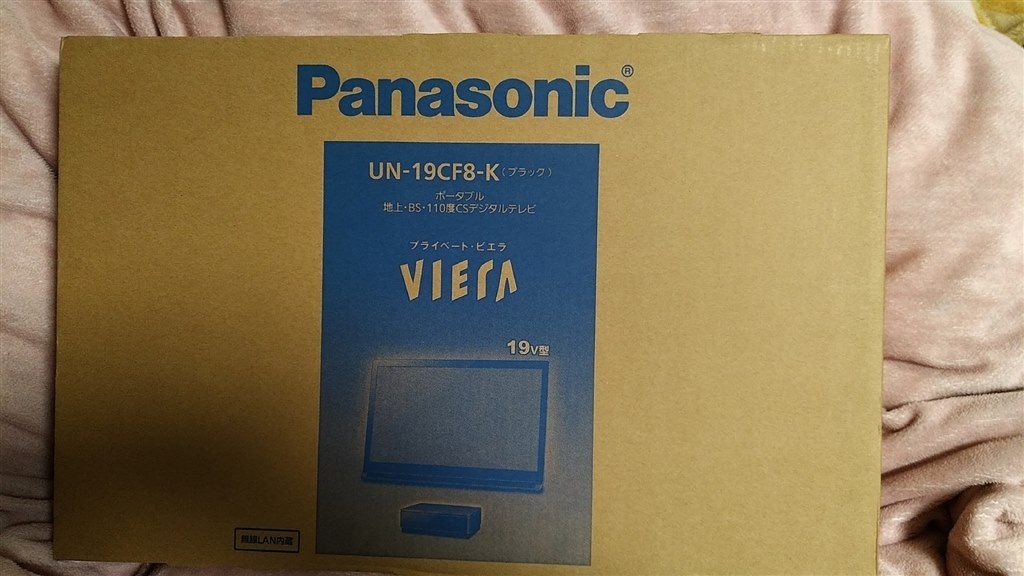 Panasonic®
UN-19CF8-K（ブラック）
ポータブル
地上・BS・110度CSデジタルテレビ
プライベート・ビエラ
VIERA
19V型
無線LAN内蔵